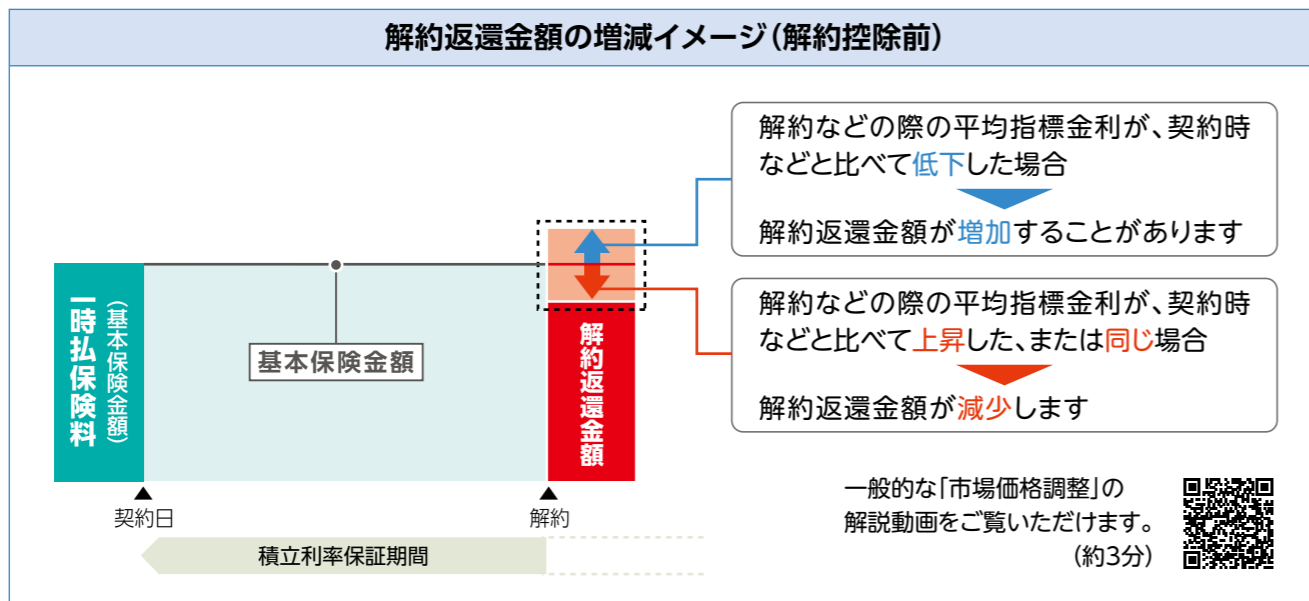 解約返還金額の増減イメージ(解約控除前)
解約などの際の平均指標金利が、契約時
などと比べて低下した場合
解約返還金額が増加することがあります
解約などの際の平均指標金利が、契約時
などと比べて上昇した、または同じ場合
解約返還金額が減少します
一時払保険料
(基本保険金額)
基本保険金額
解約返還金額
契約日
解約
積立利率保証期間
一般的な「市場価格調整」の
解説動画をご覧いただけます。
(約3分)